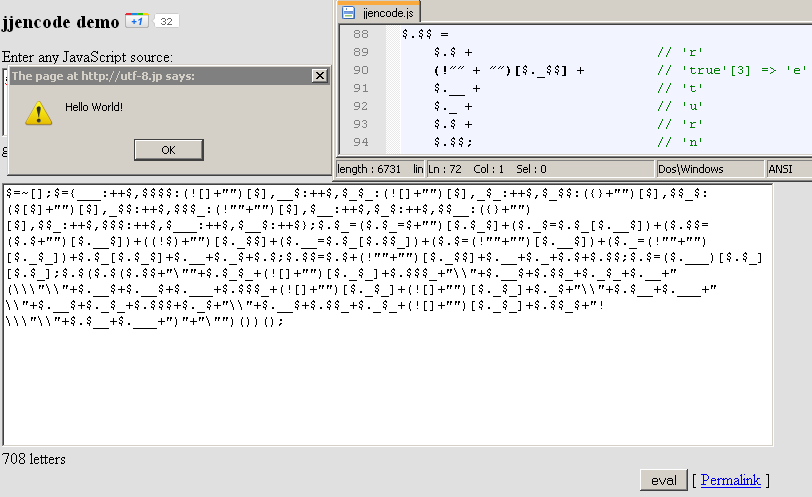 jjencode demo +1 32
Enter any JavaScript source:
The page at http://utf-8.jp says:
Hello World!
OK
jjencode.js
88 $.$$ =
89 $.$ + // 'r'
90 (!"" + "")[$._$$] + // 'true'[3] => 'e'
91 $.__ + // 't'
92 $._ + // 'u'
93 $.$ + // 'r'
94 $.$$; // 'n'
length : 6731 lin Ln : 72 Col : 1 Sel : 0 Dos\Windows ANSI
$=~[];$={___:++$,$$$$:(![]+"")[$],__$:++$,$_$_:(![]+"")[$],_$_:++$,$_$$:({}+"")[$],$$_$:
($[$]+"")[$],_$$:++$,$$$_:(!""+"")[$],$__:++$,$_$:++$,$$__:({}+"")
[$],$$_:++$,$$$:++$,$___:++$,$__$:++$};$.$_=($.$_=$+"")[$.$_$]+($._$=$.$_[$.__$])+($.$$=
($.$+"")[$.__$])+((!$)+"")[$._$$]+($.__=$.$_[$.$$_])+($.$=(!""+"")[$.__$])+($._=(!""+"")
[$._$_])+$.$_[$.$_$]+$.__+$._$+$.$;$.$$=$.$+(!""+"")[$._$$]+$.__+$._+$.$+$.$$;$.$=($.___)[$.$_]
[$.$_];$.$($.$($.$$+"\""+$.$_$_+(![]+"")[$._$_]+$.$$$_+"\\"+$.__$+$.$$_+$._$_+$.__+"
(\\\"\\"+$.__$+$.__$+$.___+$.$$$_+(![]+"")[$._$_]+(![]+"")[$._$_]+$._$+"\\"+$.$__+$.___+"
\\"+$.__$+$._$_+$.$$$+$._$+"\\"+$.__$+$.$$_+$._$_+(![]+"")[$._$_]+$.$$_$+"!
\\\"\\"+$.$__+$.___+")"+"\"")())();
708 letters
eval [ Permalink ]